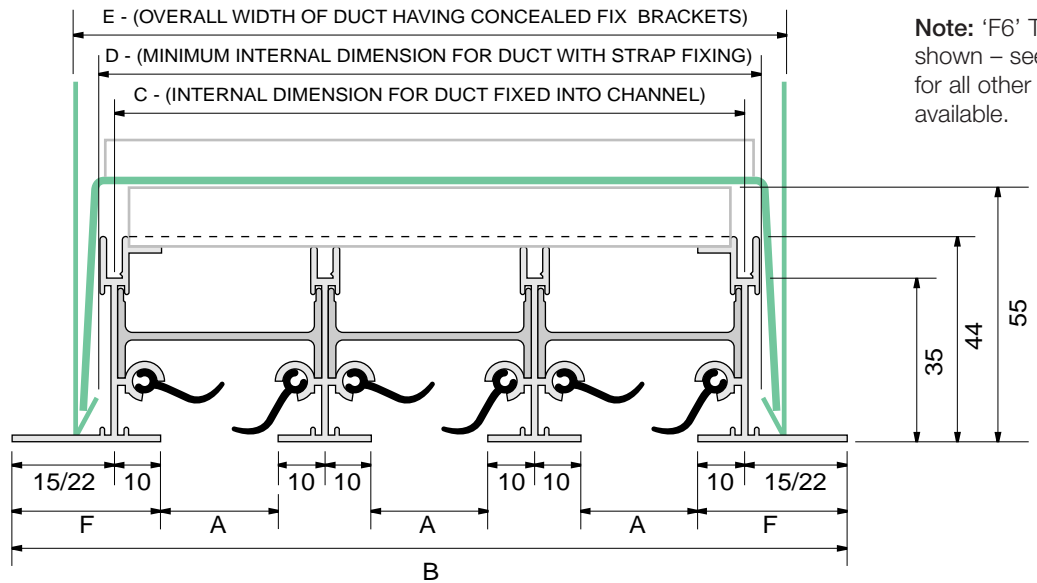 E - (OVERALL WIDTH OF DUCT HAVING CONCEALED FIX BRACKETS)
D - (MINIMUM INTERNAL DIMENSION FOR DUCT WITH STRAP FIXING)
C - (INTERNAL DIMENSION FOR DUCT FIXED INTO CHANNEL)
Note: ‘F6’ T
shown – see
for all other
available.
35
44
55
15/22 10 10 10 10 10 10 15/22
F A A A F
B